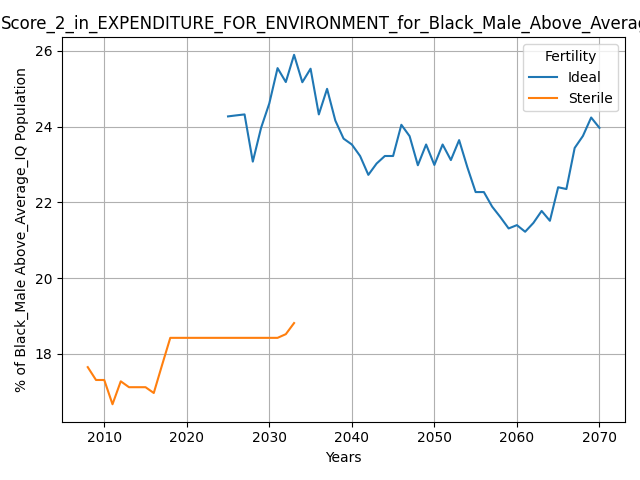 Score_2_in_EXPENDITURE_FOR_ENVIRONMENT_for_Black_Male_Above_Avera
Fertility
Ideal
Sterile
% of Black_Male Above_Average_IQ Population
26
24
22
20
18
2010 2020 2030 2040 2050 2060 2070
Years